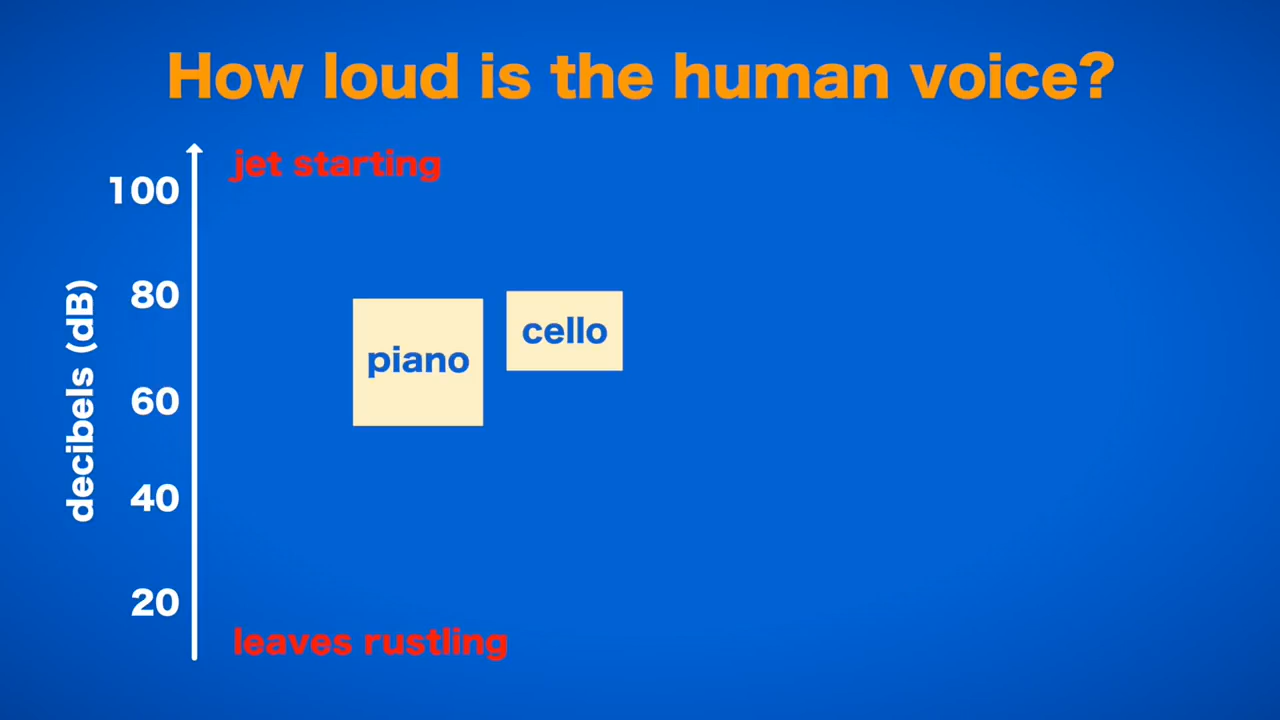 How loud is the human voice?
jet starting
100
80
cello
piano
60
decibels (dB)
40
20
leaves rustling